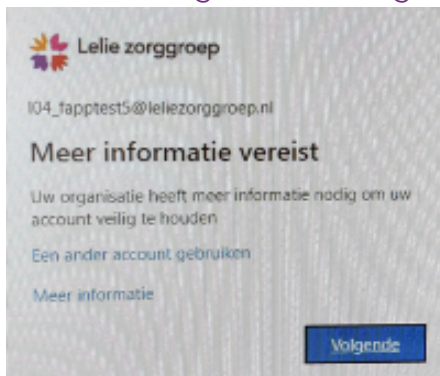 Lelie zorggroep
l04_fapptest5@leliezorggroep.nl
Meer informatie vereist
Uw organisatie heeft meer informatie nodig om uw
account veilig te houden
Een ander account gebruiken
Meer informatie
Volgende